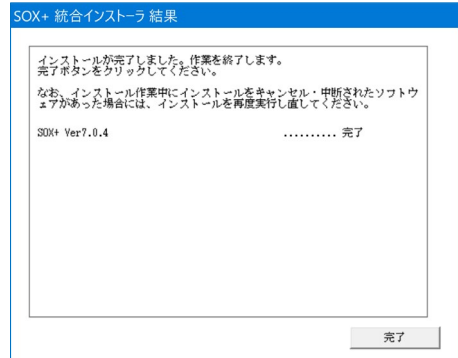 SOX+ 統合インストーラ 結果
インストールが完了しました。作業を終了します。
完了ボタンをクリックしてください。
なお、インストール作業中にインストールをキャンセル・中断されたソフトウ
ェアがあった場合には、インストールを再度実行し直してください。
SOX+ Ver7.0.4 .......... 完了
完了